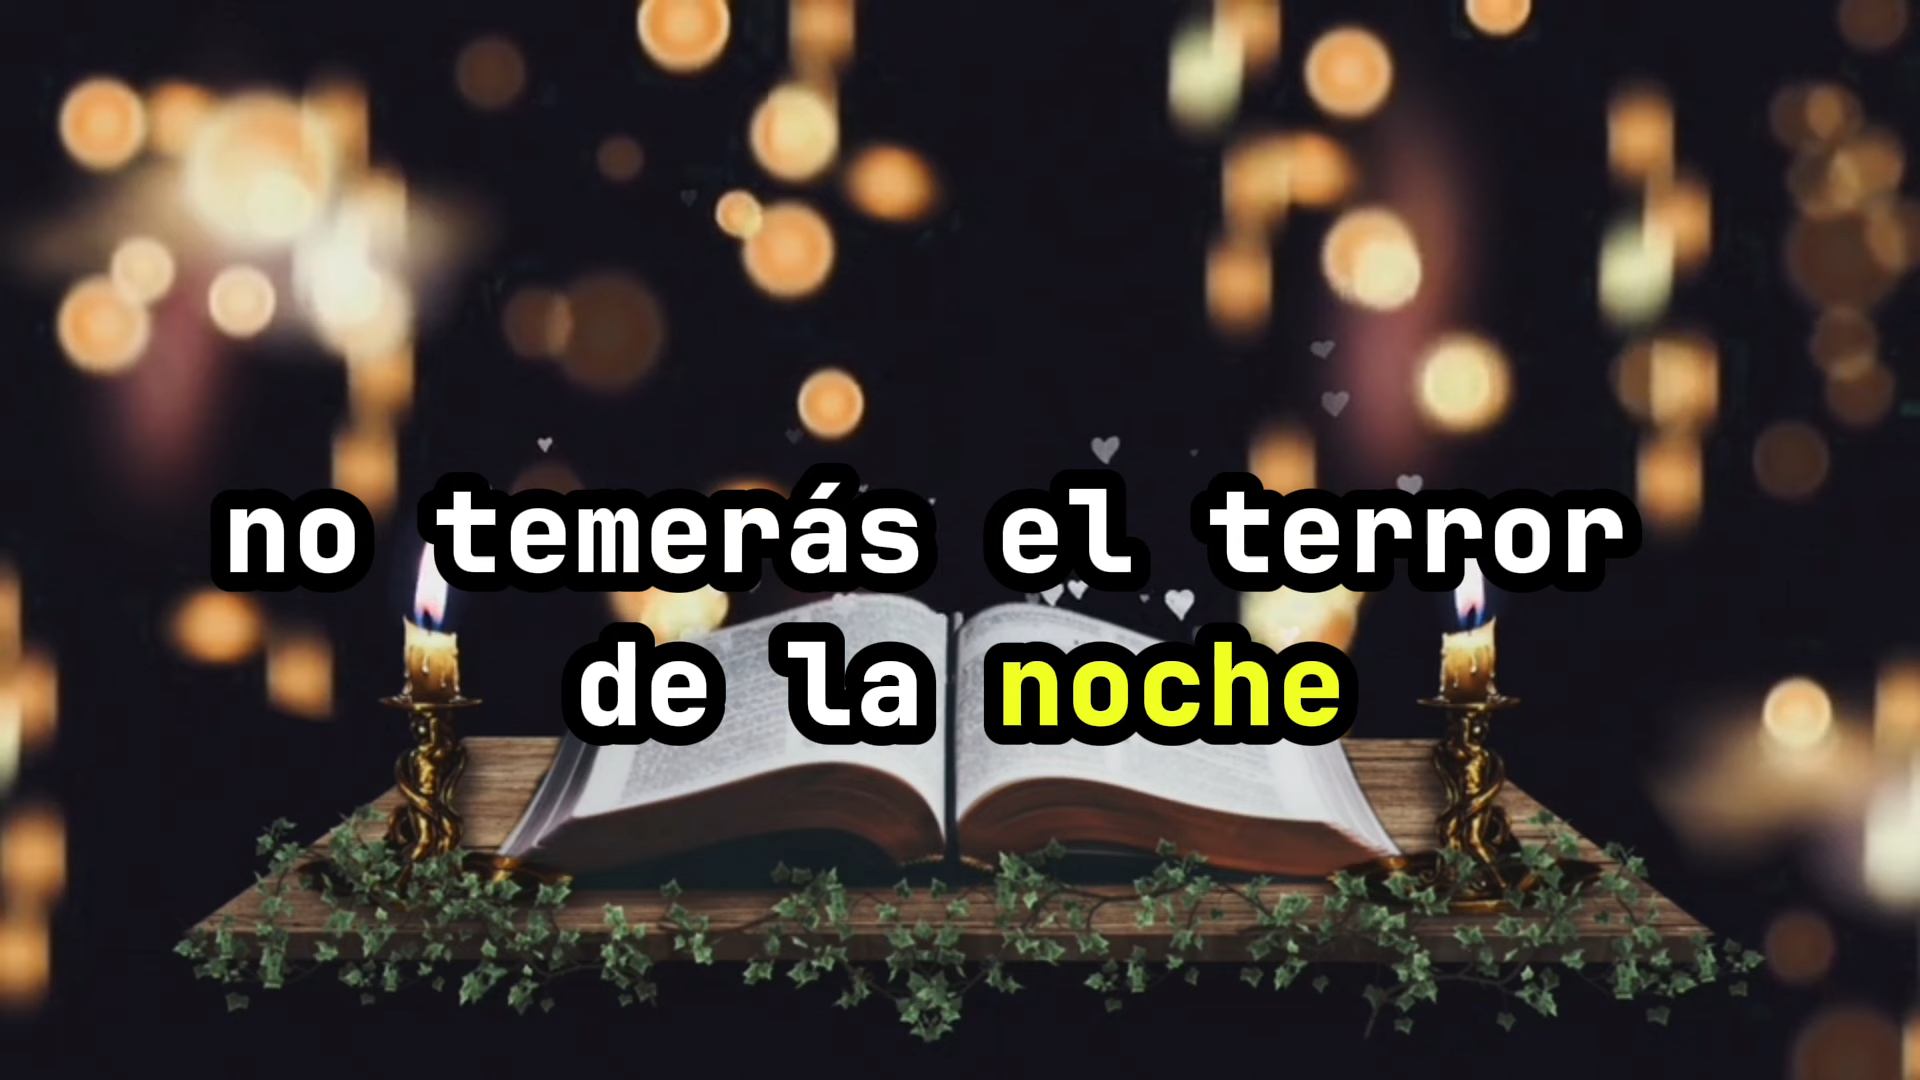 no temerás el terror
de la noche